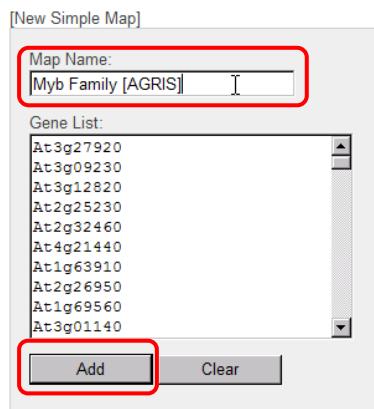 [New Simple Map]
Map Name:
Myb Family [AGRIS]
Gene List:
At3g27920
At3g09230
At3g12820
At2g25230
At2g32460
At4g21440
At1g63910
At2g26950
At1g69560
At3g01140
Add Clear